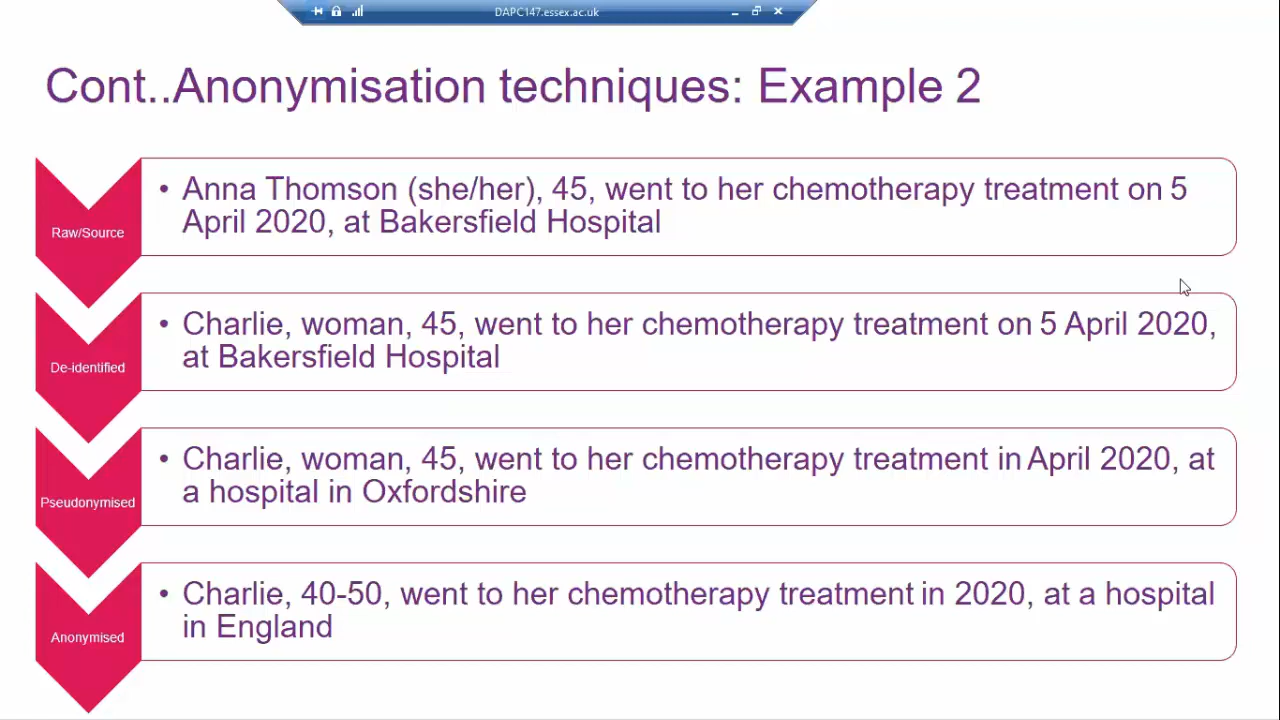 DAPC147.essex.ac.uk
Cont..Anonymisation techniques: Example 2
Raw/Source
• Anna Thomson (she/her), 45, went to her chemotherapy treatment on 5
April 2020, at Bakersfield Hospital
De-identified
• Charlie, woman, 45, went to her chemotherapy treatment on 5 April 2020,
at Bakersfield Hospital
Pseudonymised
• Charlie, woman, 45, went to her chemotherapy treatment in April 2020, at
a hospital in Oxfordshire
Anonymised
• Charlie, 40-50, went to her chemotherapy treatment in 2020, at a hospital
in England